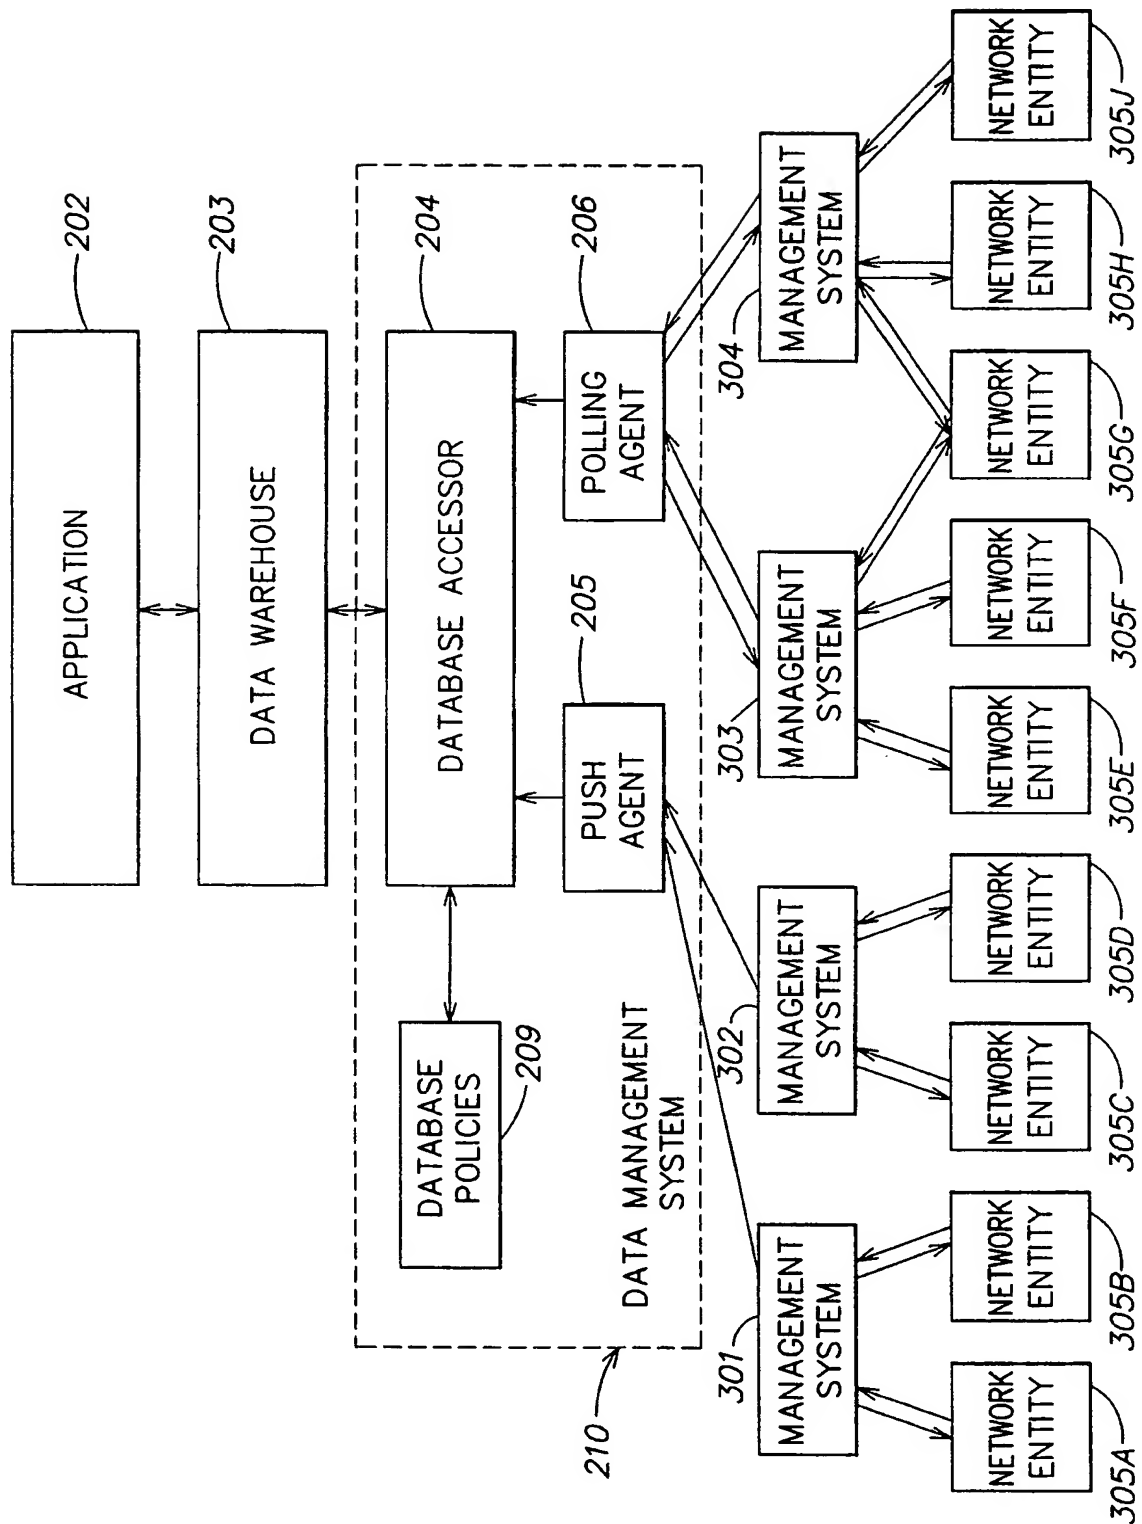 APPLICATION
202
DATA WAREHOUSE
203
DATABASE ACCESSOR
204
DATABASE
POLICIES
209
PUSH
AGENT
205
POLLING
AGENT
206
DATA MANAGEMENT
SYSTEM
210
301
MANAGEMENT
SYSTEM
302
MANAGEMENT
SYSTEM
303
MANAGEMENT
SYSTEM
304
MANAGEMENT
SYSTEM
NETWORK
ENTITY
305A
NETWORK
ENTITY
305B
NETWORK
ENTITY
305C
NETWORK
ENTITY
305D
NETWORK
ENTITY
305E
NETWORK
ENTITY
305F
NETWORK
ENTITY
305G
NETWORK
ENTITY
305H
NETWORK
ENTITY
305J